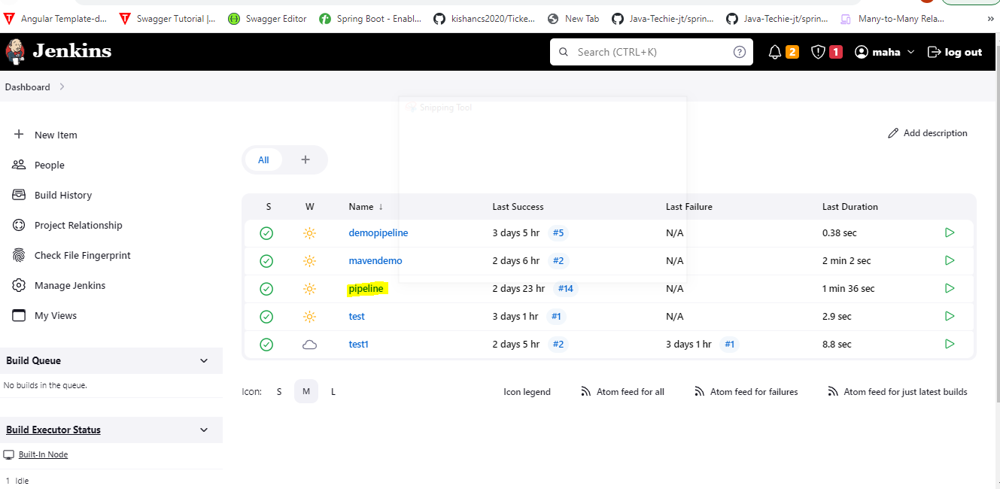 Angular Template-d... Swagger Tutorial |... Swagger Editor Spring Boot - Enabl... kishancs2020/Ticke... New Tab Java-Techie-jt/sprin... Java-Techie-jt/sprin... Many-to-Many Rela... »
Jenkins Search (CTRL+K) 2 1 maha log out
Dashboard
Snipping Tool
New Item
People
Build History
Project Relationship
Check File Fingerprint
Manage Jenkins
My Views
Build Queue
No builds in the queue.
Build Executor Status
Built-In Node
1 Idle
Add description
All +
S W Name ↓ Last Success Last Failure Last Duration
demopipeline 3 days 5 hr #5 N/A 0.38 sec
mavendemo 2 days 6 hr #2 N/A 2 min 2 sec
pipeline 2 days 23 hr #14 N/A 1 min 36 sec
test 3 days 1 hr #1 N/A 2.9 sec
test1 2 days 5 hr #2 3 days 1 hr #1 8.8 sec
Icon: S M L Icon legend Atom feed for all Atom feed for failures Atom feed for just latest builds